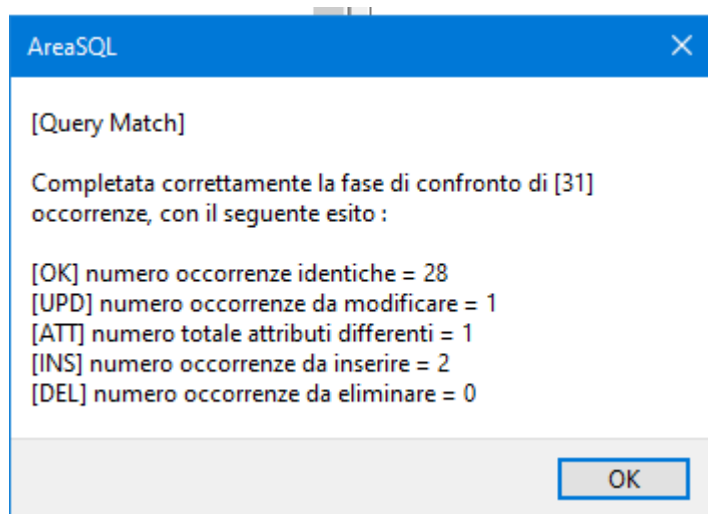 AreaSQL
[Query Match]
Completata correttamente la fase di confronto di [31]
occorrenze, con il seguente esito :
[OK] numero occorrenze identiche = 28
[UPD] numero occorrenze da modificare = 1
[ATT] numero totale attributi differenti = 1
[INS] numero occorrenze da inserire = 2
[DEL] numero occorrenze da eliminare = 0
OK